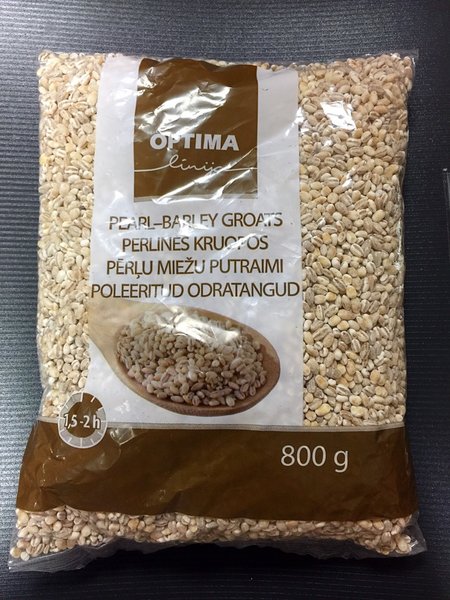 OPTIMA
linija
PEARL-BARLEY GROATS
PERLINĖS KRUOPOS
PĒRĻU MIEŽU PUTRAIMI
POLEERITUD ODRATANGUD
1,5-2 h
800 g